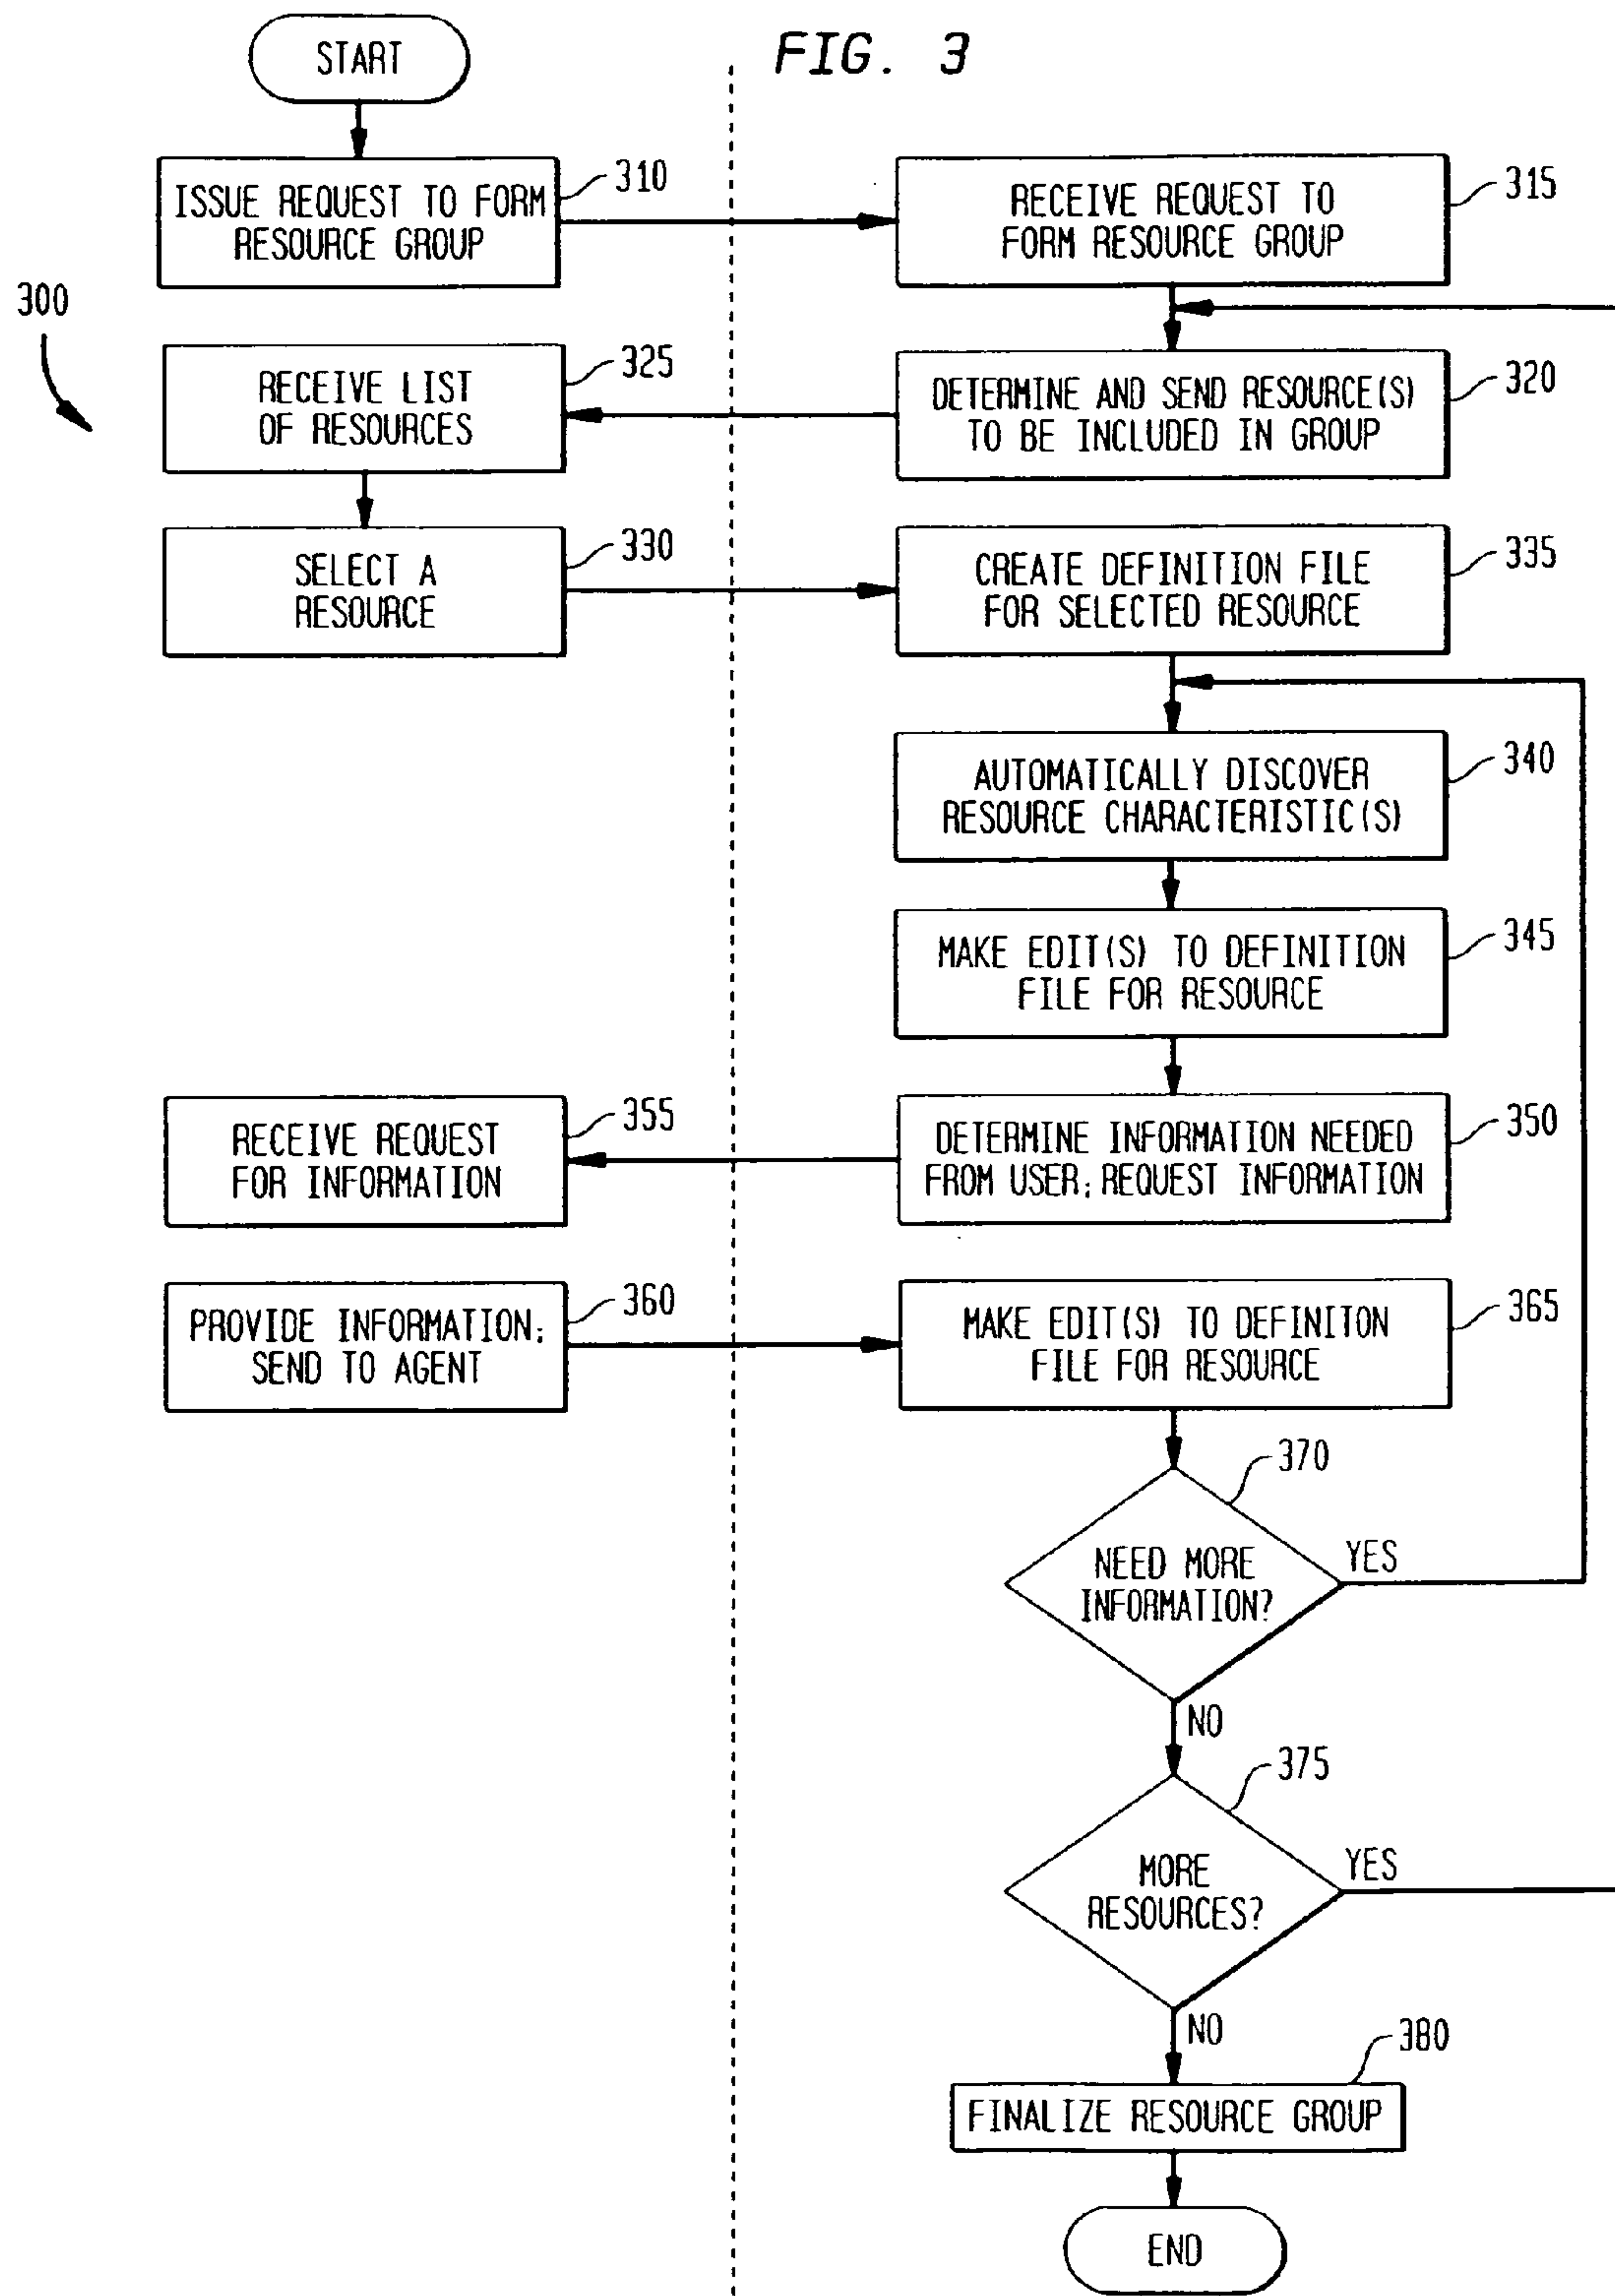 FIG. 3
START
ISSUE REQUEST TO FORM
RESOURCE GROUP
310
RECEIVE REQUEST TO
FORM RESOURCE GROUP
315
300
DETERMINE AND SEND RESOURCE(S)
TO BE INCLUDED IN GROUP
320
RECEIVE LIST
OF RESOURCES
325
SELECT A
RESOURCE
330
CREATE DEFINITION FILE
FOR SELECTED RESOURCE
335
AUTOMATICALLY DISCOVER
RESOURCE CHARACTERISTIC(S)
340
MAKE EDIT(S) TO DEFINITION
FILE FOR RESOURCE
345
DETERMINE INFORMATION NEEDED
FROM USER; REQUEST INFORMATION
350
RECEIVE REQUEST
FOR INFORMATION
355
PROVIDE INFORMATION;
SEND TO AGENT
360
MAKE EDIT(S) TO DEFINITON
FILE FOR RESOURCE
365
370
NEED MORE
INFORMATION?
YES
NO
375
MORE
RESOURCES?
YES
NO
380
FINALIZE RESOURCE GROUP
END